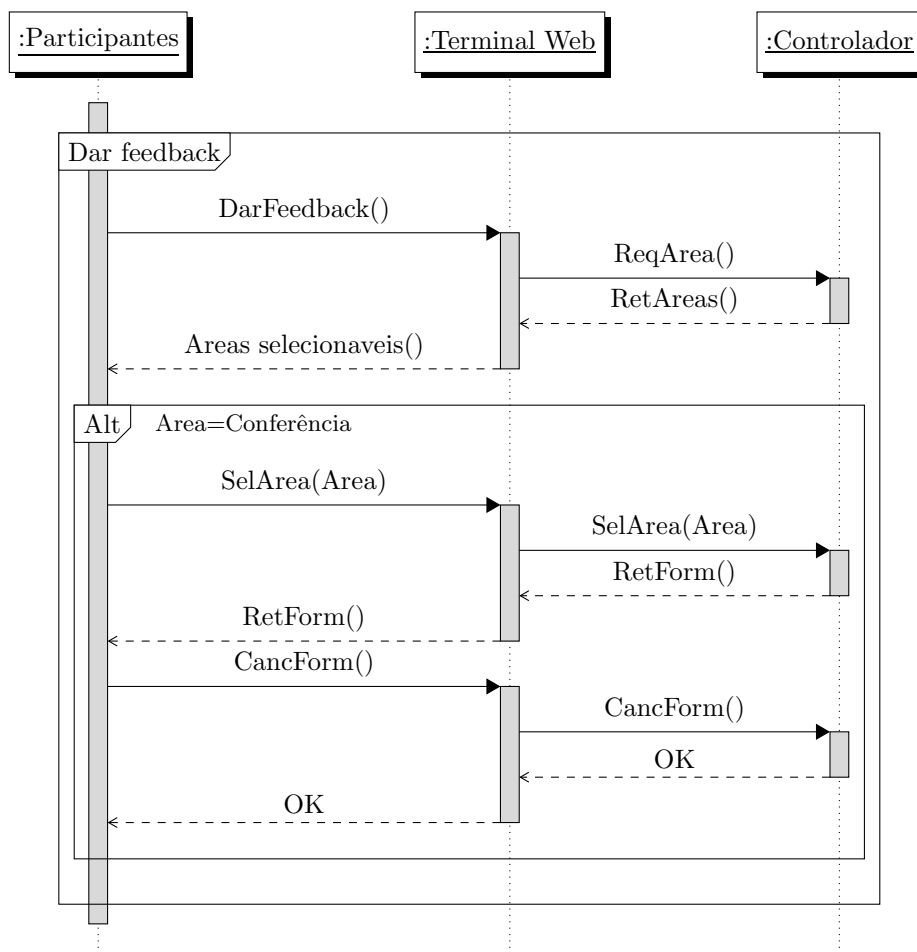 :Participantes
:Terminal Web
:Controlador
Dar feedback
DarFeedback()
ReqArea()
RetAreas()
Areas selecionaveis()
Alt
Area=Conferência
SelArea(Area)
SelArea(Area)
RetForm()
RetForm()
CancForm()
CancForm()
OK
OK